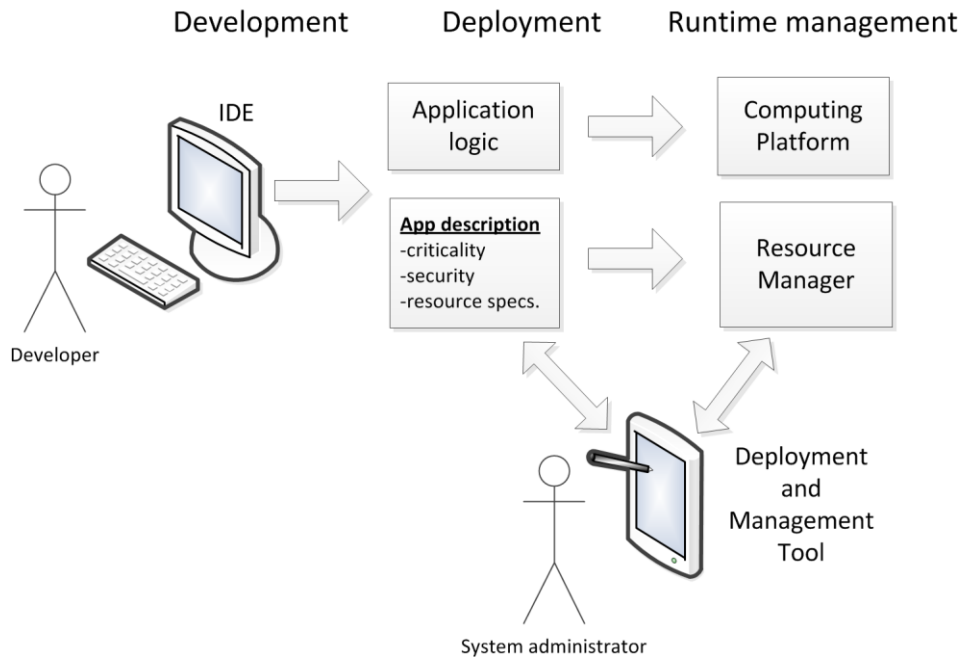 Development
Deployment
Runtime management
IDE
Application
logic
Computing
Platform
App description
-criticality
-security
-resource specs.
Resource
Manager
Developer
Deployment
and
Management
Tool
System administrator